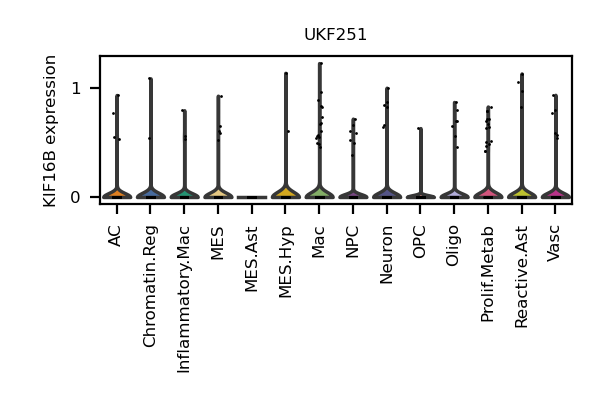 UKF251
KIF16B expression
1
0
AC
Chromatin.Reg
Inflammatory.Mac
MES
MES.Ast
MES.Hyp
Mac
NPC
Neuron
OPC
Oligo
Prolif.Metab
Reactive.Ast
Vasc